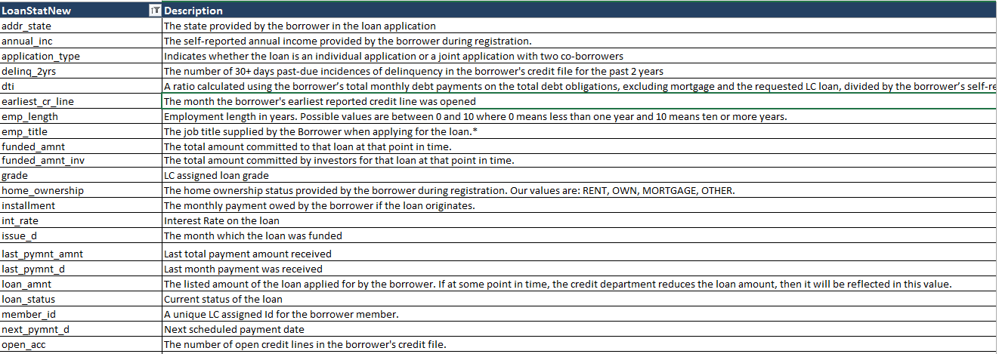 LoanStatNew Description
addr_state The state provided by the borrower in the loan application
annual_inc The self-reported annual income provided by the borrower during registration.
application_type Indicates whether the loan is an individual application or a joint application with two co-borrowers
delinq_2yrs The number of 30+ days past-due incidences of delinquency in the borrower's credit file for the past 2 years
dti A ratio calculated using the borrower’s total monthly debt payments on the total debt obligations, excluding mortgage and the requested LC loan, divided by the borrower’s self-re
earliest_cr_line The month the borrower's earliest reported credit line was opened
emp_length Employment length in years. Possible values are between 0 and 10 where 0 means less than one year and 10 means ten or more years.
emp_title The job title supplied by the Borrower when applying for the loan.*
funded_amnt The total amount committed to that loan at that point in time.
funded_amnt_inv The total amount committed by investors for that loan at that point in time.
grade LC assigned loan grade
home_ownership The home ownership status provided by the borrower during registration. Our values are: RENT, OWN, MORTGAGE, OTHER.
installment The monthly payment owed by the borrower if the loan originates.
int_rate Interest Rate on the loan
issue_d The month which the loan was funded
last_pymnt_amnt Last total payment amount received
last_pymnt_d Last month payment was received
loan_amnt The listed amount of the loan applied for by the borrower. If at some point in time, the credit department reduces the loan amount, then it will be reflected in this value.
loan_status Current status of the loan
member_id A unique LC assigned Id for the borrower member.
next_pymnt_d Next scheduled payment date
open_acc The number of open credit lines in the borrower's credit file.